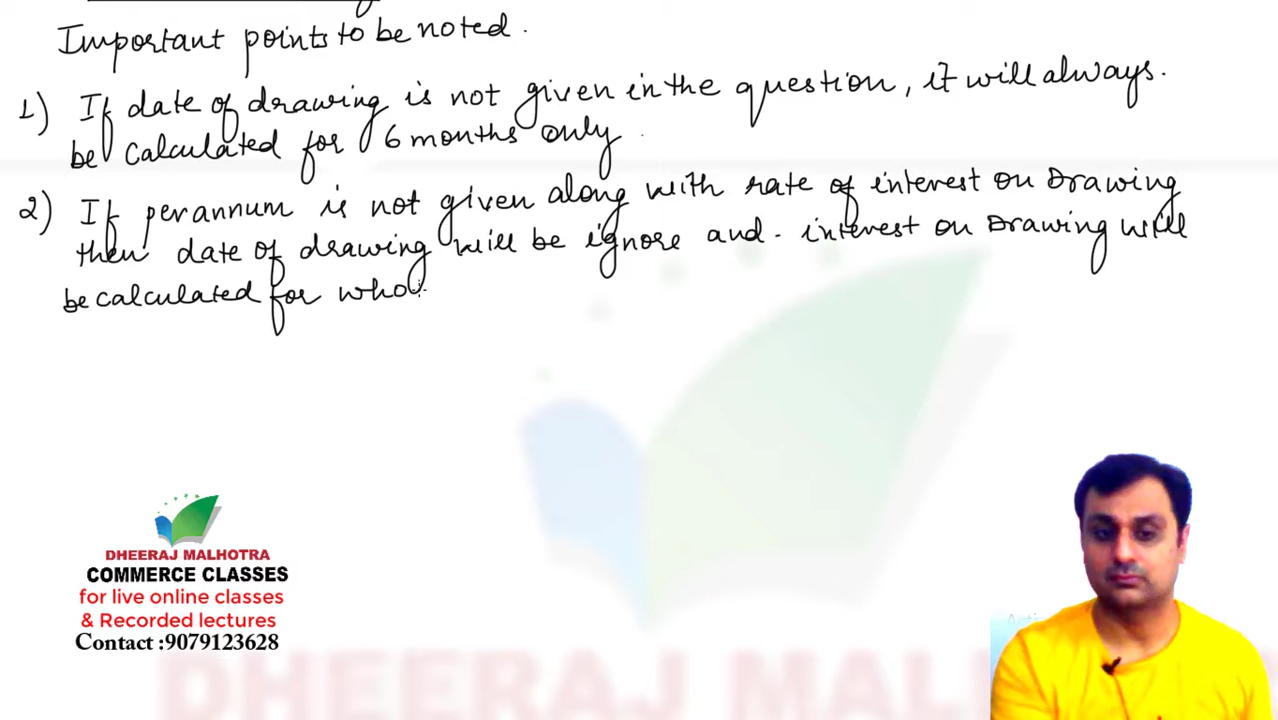 Important points to be noted.
1) If date of drawing is not given in the question, it will always.
be calculated for 6 months only.
2) If perannum is not given along with rate of interest on Drawing
then date of drawing will be ignore and. interest on Drawing will
be calculated for who
DHEERAJ MALHOTRA
COMMERCE CLASSES
for live online classes
& Recorded lectures
Contact :9079123628
DHEERAJ MAL